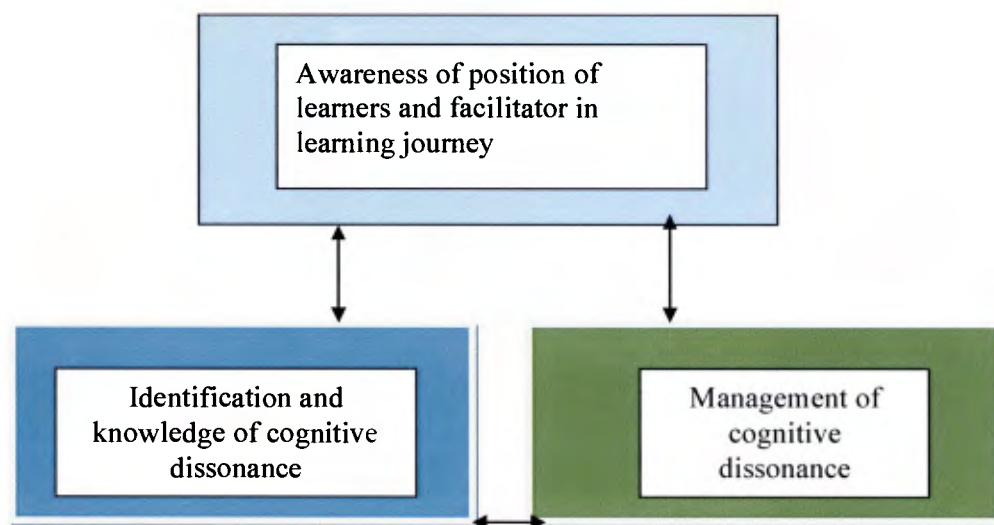 Awareness of position of
learners and facilitator in
learning journey
Identification and
knowledge of cognitive
dissonance
Management of
cognitive
dissonance